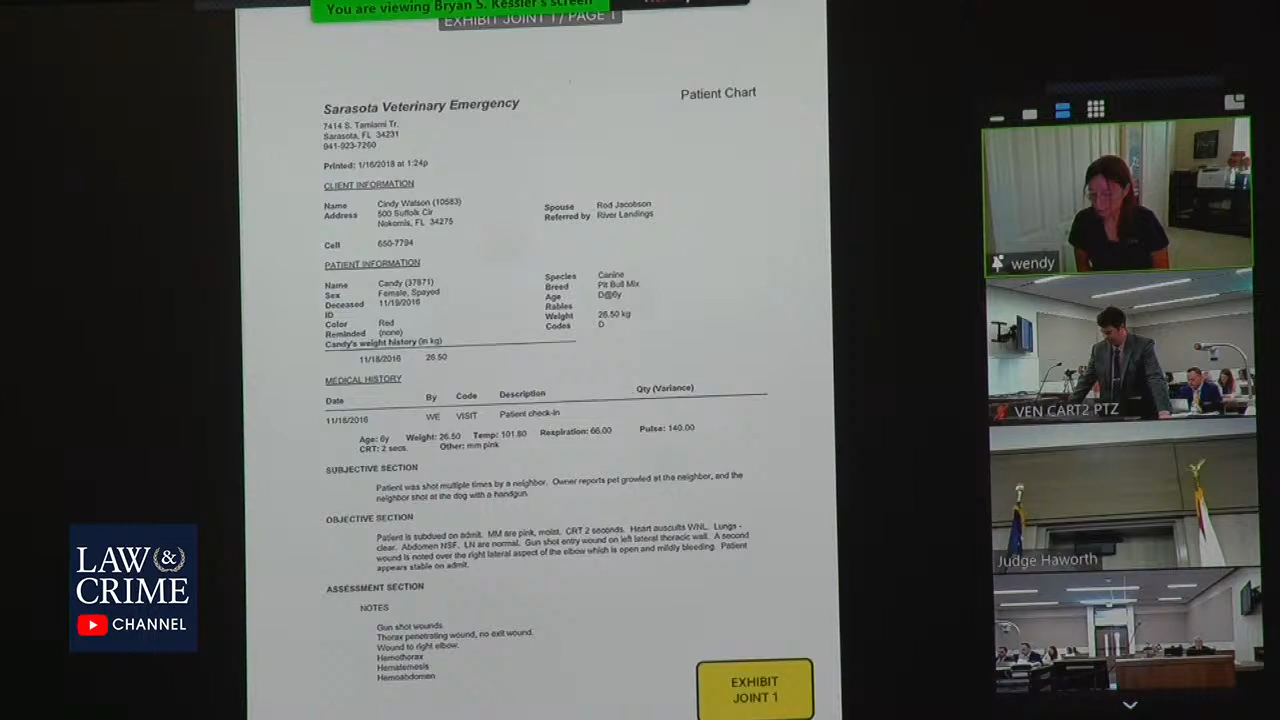 You are viewing Bryan S. Kessler's screen
EXHIBIT JOINT 1 / PAGE 1
Sarasota Veterinary Emergency
Patient Chart
7414 S. Tamiami Tr.
Sarasota, FL 34231
941-923-7260
Printed: 1/16/2018 at 1:24p
CLIENT INFORMATION
Name Cindy Watson (10583) Spouse Rod Jacobson
Address 500 Suffolk Cir Referred by River Landings
Nokomis, FL 34275
Cell 650-7794
PATIENT INFORMATION
Name Candy (37871) Species Canine
Sex Female, Spayed Breed Pit Bull Mix
Deceased 11/19/2016 Age D@6y
ID Rabies
Color Red Weight 26.50 kg
Reminded (none) Codes D
Candy's weight history (in kg)
11/18/2016 26.50
MEDICAL HISTORY
Date By Code Description Qty (Variance)
11/18/2016 WE VISIT Patient check-in
Age: 6y Weight: 26.50 Temp: 101.80 Respiration: 66.00 Pulse: 140.00
CRT: 2 secs. Other: mm pink
SUBJECTIVE SECTION
Patient was shot multiple times by a neighbor. Owner reports pet growled at the neighbor, and the
neighbor shot at the dog with a handgun.
OBJECTIVE SECTION
Patient is subdued on admit. MM are pink, moist. CRT 2 seconds. Heart auscults WNL. Lungs -
clear. Abdomen NSF. LN are normal. Gun shot entry wound on left lateral thoracic wall. A second
wound is noted over the right lateral aspect of the elbow which is open and mildly bleeding. Patient
appears stable on admit.
ASSESSMENT SECTION
NOTES
Gun shot wounds.
Thorax penetrating wound, no exit wound.
Wound to right elbow.
Hemothorax
Hematemesis
Hemoabdomen
EXHIBIT
JOINT 1
wendy
VEN CART2 PTZ
Judge Haworth
LAW &
CRIME
CHANNEL